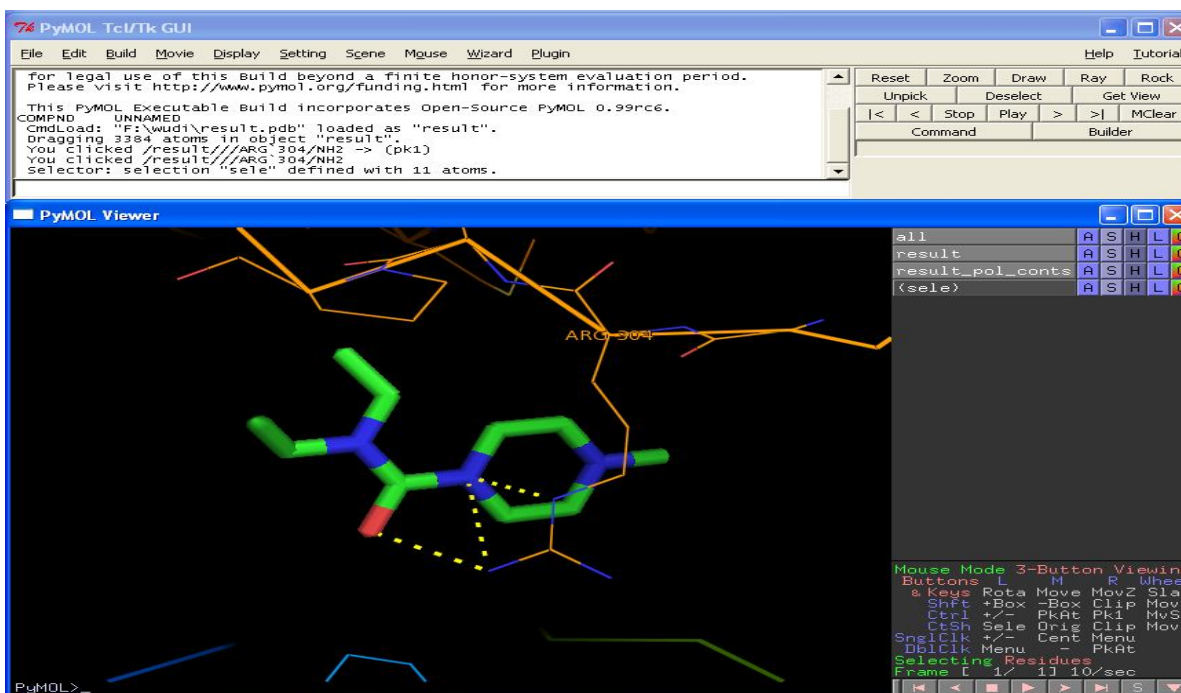 PyMOL Tcl/Tk GUI
File Edit Build Movie Display Setting Scene Mouse Wizard Plugin Help Tutorial
for legal use of this Build beyond a finite honor-system evaluation period.
Please visit http://www.pymol.org/funding.html for more information.
This PyMOL Executable Build incorporates Open-Source PyMOL 0.99rc6.
COMPND UNNAMED
CmdLoad: "F:\wudi\result.pdb" loaded as "result".
Dragging 3384 atoms in object "result".
You clicked /result///ARG`304/NH2 -> (pk1)
You clicked /result///ARG`304/NH2
Selector: selection "sele" defined with 11 atoms.
Reset Zoom Draw Ray Rock
Unpick Deselect Get View
|< < Stop Play > >| MClear
Command Builder
PyMOL Viewer
all A S H L
result A S H L
result_pol_conts A S H L
(sele) A S H L
ARG 304
Mouse Mode 3-Button Viewin
Buttons L M R Whee
& Keys Rota Move MovZ Sla
Shft +Box -Box Clip Mov
Ctrl +/- PkAt Pk1 MvS
CtSh Sele Orig Clip Mov
SnglClk +/- Cent Menu
DblClk Menu - PkAt
Selecting Residues
Frame [ 1/ 1] 10/sec
PyMOL>_
S